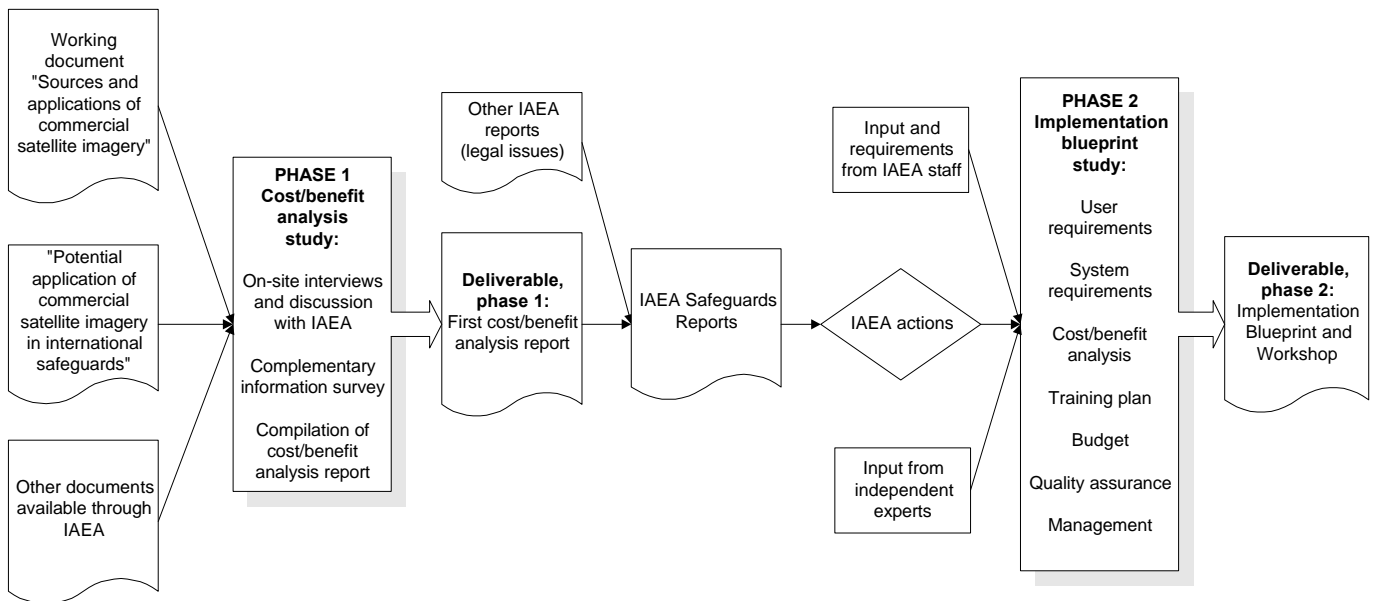 Working
document
"Sources and
applications of
commercial
satellite imagery"
"Potential
application of
commercial
satellite imagery
in international
safeguards"
Other documents
available through
IAEA
PHASE 1
Cost/benefit
analysis
study:
On-site interviews
and discussion
with IAEA
Complementary
information survey
Compilation of
cost/benefit
analysis report
Other IAEA
reports
(legal issues)
Deliverable,
phase 1:
First cost/benefit
analysis report
IAEA Safeguards
Reports
IAEA actions
Input and
requirements
from IAEA staff
Input from
independent
experts
PHASE 2
Implementation
blueprint
study:
User
requirements
System
requirements
Cost/benefit
analysis
Training plan
Budget
Quality assurance
Management
Deliverable,
phase 2:
Implementation
Blueprint and
Workshop